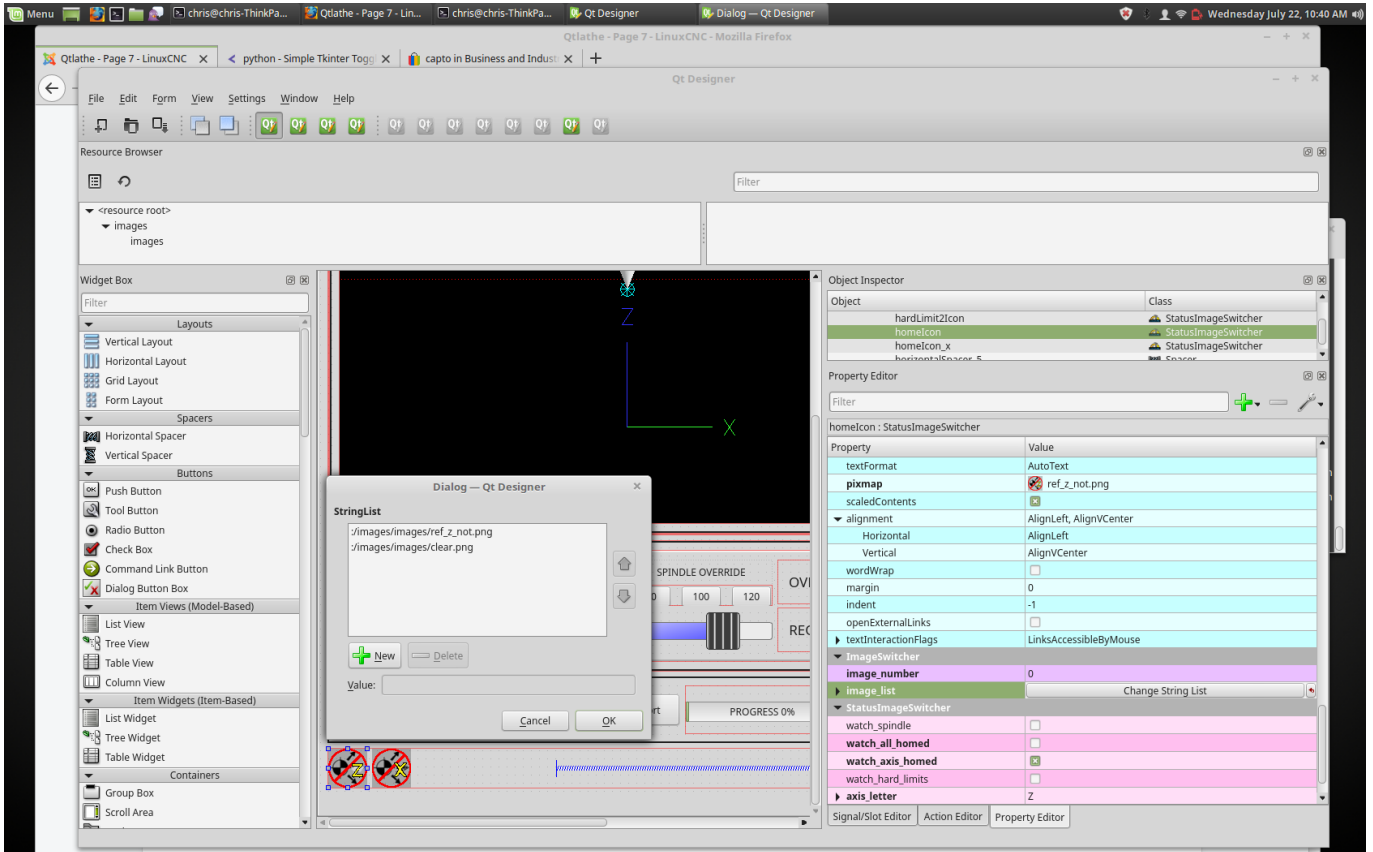 Menu
chris@chris-ThinkPa...
Qtlathe - Page 7 - Lin...
chris@chris-ThinkPa...
Qt Designer
Dialog — Qt Designer
Wednesday July 22, 10:40 AM
Qtlathe - Page 7 - LinuxCNC - Mozilla Firefox
Qtlathe - Page 7 - LinuxCNC
python - Simple Tkinter Togg
capto in Business and Indust
Qt Designer
File Edit Form View Settings Window Help
Resource Browser
Filter
<resource root>
images
images
Widget Box
Filter
Layouts
Vertical Layout
Horizontal Layout
Grid Layout
Form Layout
Spacers
Horizontal Spacer
Vertical Spacer
Buttons
Push Button
Tool Button
Radio Button
Check Box
Command Link Button
Dialog Button Box
Item Views (Model-Based)
List View
Tree View
Table View
Column View
Item Widgets (Item-Based)
List Widget
Tree Widget
Table Widget
Containers
Group Box
Scroll Area
Z
X
Dialog — Qt Designer
StringList
:/images/images/ref_z_not.png
:/images/images/clear.png
New
Delete
Value:
Cancel
OK
SPINDLE OVERRIDE
100
120
PROGRESS 0%
Z
X
Object Inspector
Object Class
hardLimit2Icon StatusImageSwitcher
homeIcon StatusImageSwitcher
homeIcon_x StatusImageSwitcher
horizontalSpacer_5 Spacer
Property Editor
Filter
homeIcon : StatusImageSwitcher
Property Value
textFormat AutoText
pixmap ref_z_not.png
scaledContents
alignment AlignLeft, AlignVCenter
Horizontal AlignLeft
Vertical AlignVCenter
wordWrap
margin 0
indent -1
openExternalLinks
textInteractionFlags LinksAccessibleByMouse
ImageSwitcher
image_number 0
image_list Change String List
StatusImageSwitcher
watch_spindle
watch_all_homed
watch_axis_homed
watch_hard_limits
axis_letter Z
Signal/Slot Editor
Action Editor
Property Editor